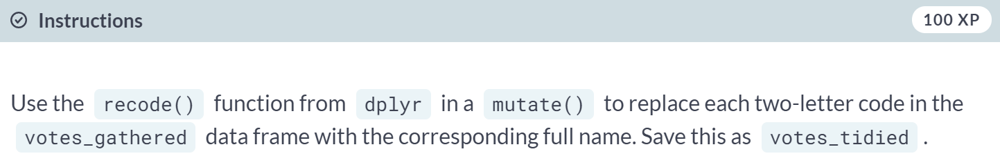 Instructions 100 XP
Use the recode() function from dplyr in a mutate() to replace each two-letter code in the
votes_gathered data frame with the corresponding full name. Save this as votes_tidied .